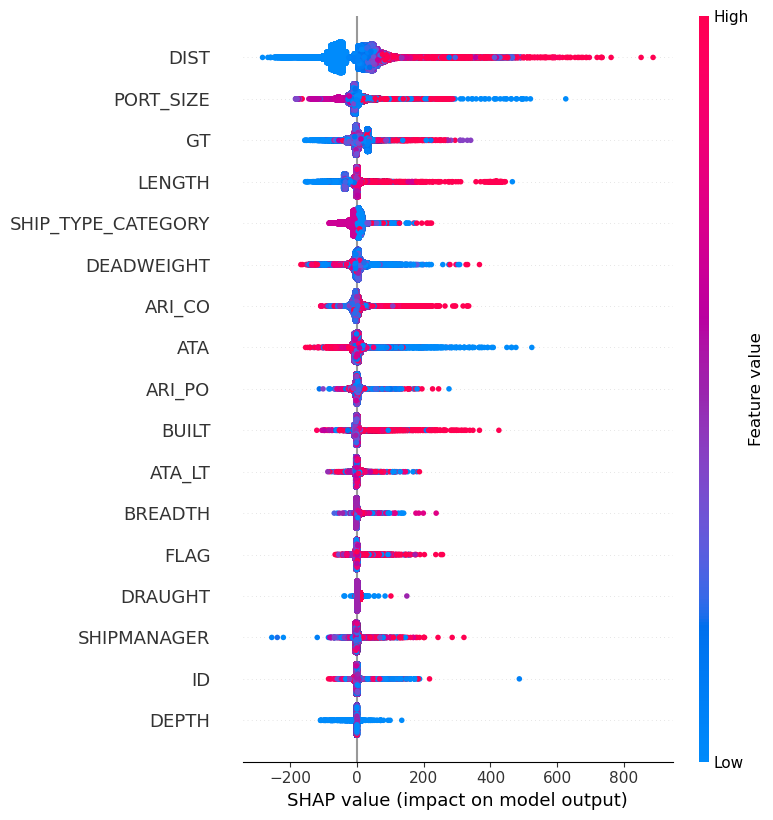 High
DIST
PORT_SIZE
GT
LENGTH
SHIP_TYPE_CATEGORY
DEADWEIGHT
ARI_CO
ATA
ARI_PO
BUILT
ATA_LT
BREADTH
FLAG
DRAUGHT
SHIPMANAGER
ID
DEPTH
Feature value
Low
−200 0 200 400 600 800
SHAP value (impact on model output)